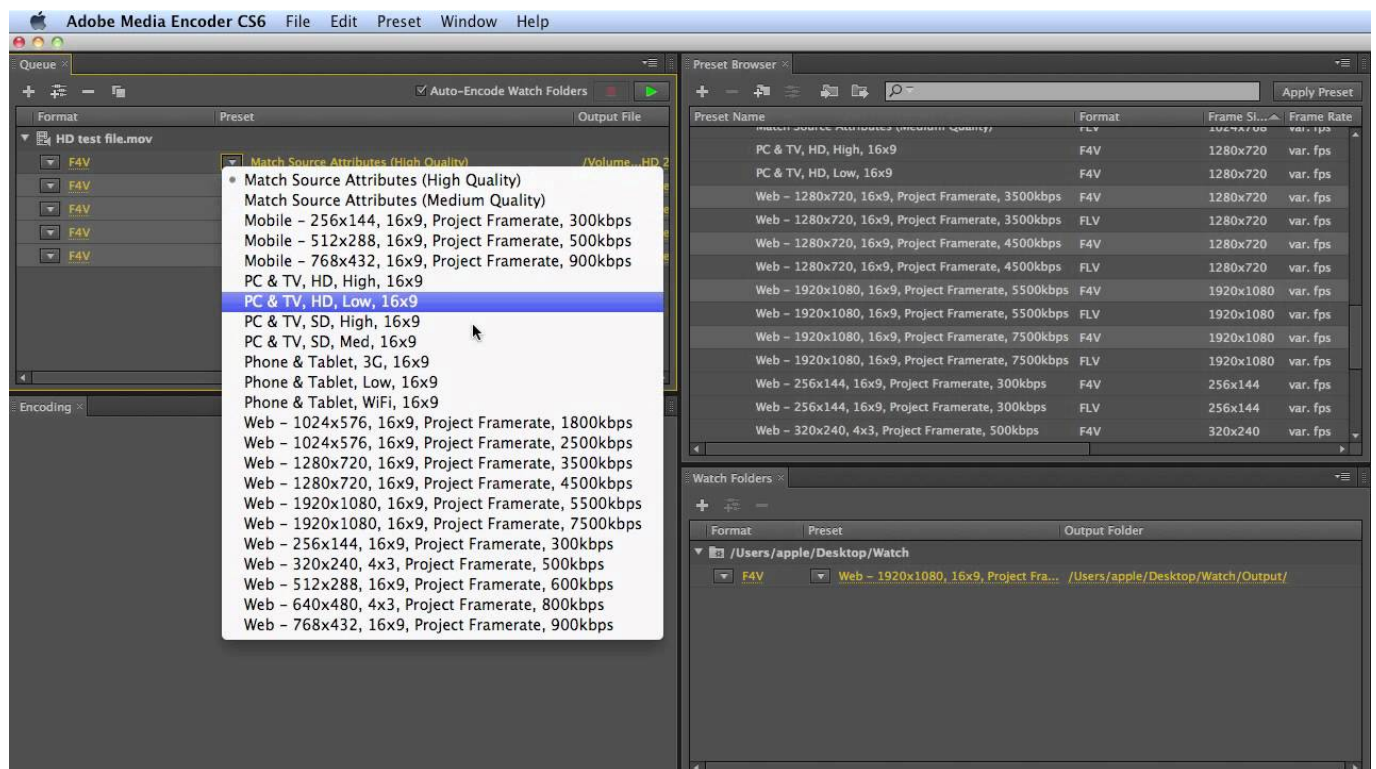 Adobe Media Encoder CS6 File Edit Preset Window Help
Queue
Auto-Encode Watch Folders
Format Preset Output File
HD test file.mov
F4V Match Source Attributes (High Quality) /Volume...HD 2
F4V
F4V
F4V
F4V
Match Source Attributes (High Quality)
Match Source Attributes (Medium Quality)
Mobile – 256x144, 16x9, Project Framerate, 300kbps
Mobile – 512x288, 16x9, Project Framerate, 500kbps
Mobile – 768x432, 16x9, Project Framerate, 900kbps
PC & TV, HD, High, 16x9
PC & TV, HD, Low, 16x9
PC & TV, SD, High, 16x9
PC & TV, SD, Med, 16x9
Phone & Tablet, 3G, 16x9
Phone & Tablet, Low, 16x9
Phone & Tablet, WiFi, 16x9
Web – 1024x576, 16x9, Project Framerate, 1800kbps
Web – 1024x576, 16x9, Project Framerate, 2500kbps
Web – 1280x720, 16x9, Project Framerate, 3500kbps
Web – 1280x720, 16x9, Project Framerate, 4500kbps
Web – 1920x1080, 16x9, Project Framerate, 5500kbps
Web – 1920x1080, 16x9, Project Framerate, 7500kbps
Web – 256x144, 16x9, Project Framerate, 300kbps
Web – 320x240, 4x3, Project Framerate, 500kbps
Web – 512x288, 16x9, Project Framerate, 600kbps
Web – 640x480, 4x3, Project Framerate, 800kbps
Web – 768x432, 16x9, Project Framerate, 900kbps
Encoding
Preset Browser
Apply Preset
Preset Name Format Frame Si... Frame Rate
Match Source Attributes (Medium Quality) FLV 1024x768 var. fps
PC & TV, HD, High, 16x9 F4V 1280x720 var. fps
PC & TV, HD, Low, 16x9 F4V 1280x720 var. fps
Web – 1280x720, 16x9, Project Framerate, 3500kbps F4V 1280x720 var. fps
Web – 1280x720, 16x9, Project Framerate, 3500kbps FLV 1280x720 var. fps
Web – 1280x720, 16x9, Project Framerate, 4500kbps F4V 1280x720 var. fps
Web – 1280x720, 16x9, Project Framerate, 4500kbps FLV 1280x720 var. fps
Web – 1920x1080, 16x9, Project Framerate, 5500kbps F4V 1920x1080 var. fps
Web – 1920x1080, 16x9, Project Framerate, 5500kbps FLV 1920x1080 var. fps
Web – 1920x1080, 16x9, Project Framerate, 7500kbps F4V 1920x1080 var. fps
Web – 1920x1080, 16x9, Project Framerate, 7500kbps FLV 1920x1080 var. fps
Web – 256x144, 16x9, Project Framerate, 300kbps F4V 256x144 var. fps
Web – 256x144, 16x9, Project Framerate, 300kbps FLV 256x144 var. fps
Web – 320x240, 4x3, Project Framerate, 500kbps F4V 320x240 var. fps
Watch Folders
Format Preset Output Folder
/Users/apple/Desktop/Watch
F4V Web – 1920x1080, 16x9, Project Fra... /Users/apple/Desktop/Watch/Output/